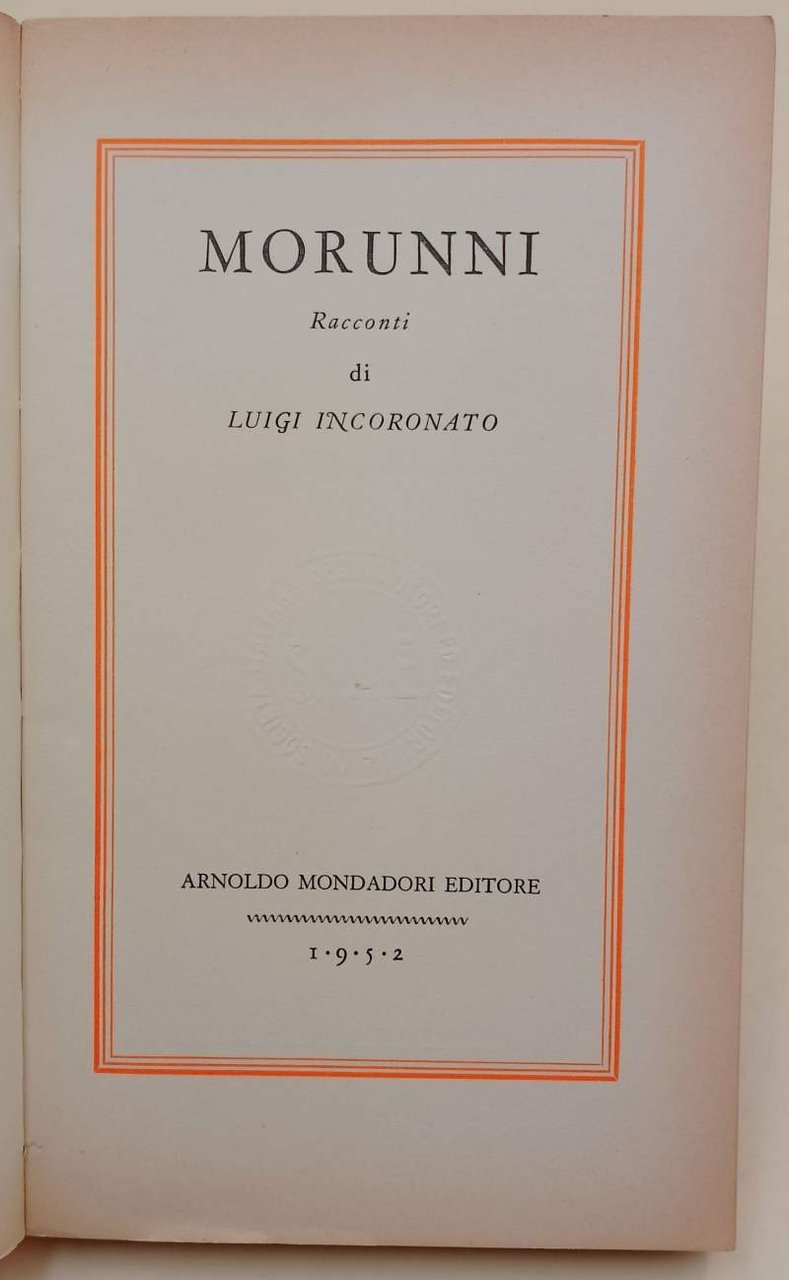 MORUNNI
Racconti
di
LUIGI INCORONATO
ARNOLDO MONDADORI EDITORE
1·9·5·2